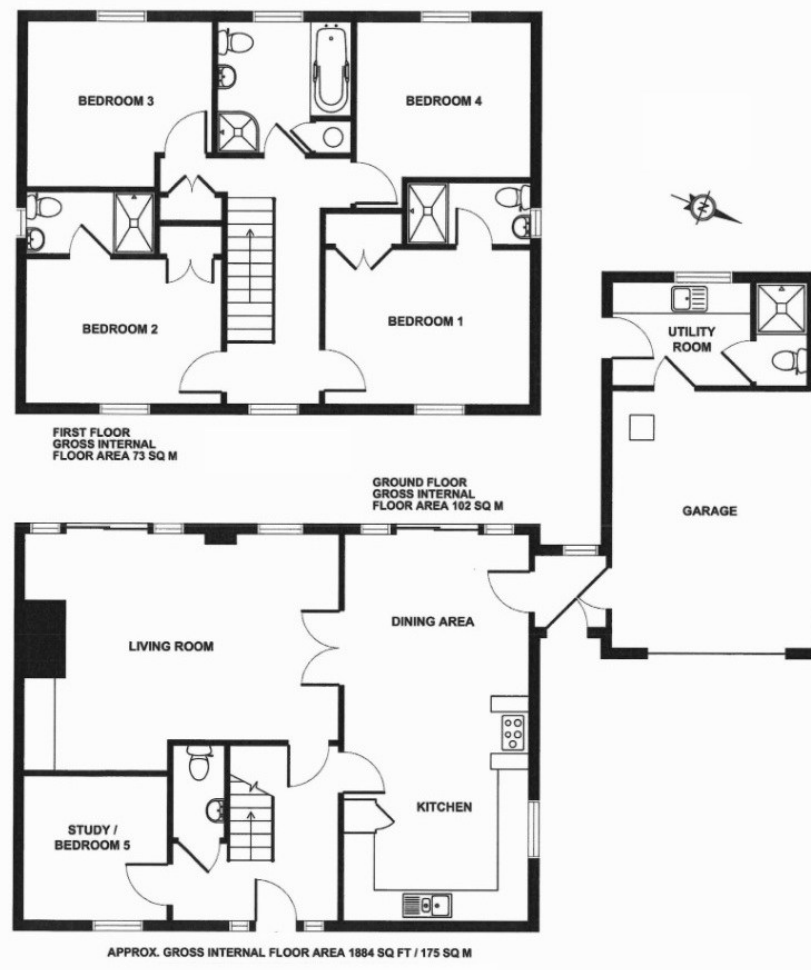 BEDROOM 3
BEDROOM 4
N
BEDROOM 2
BEDROOM 1
UTILITY
ROOM
FIRST FLOOR
GROSS INTERNAL
FLOOR AREA 73 SQ M
GROUND FLOOR
GROSS INTERNAL
FLOOR AREA 102 SQ M
GARAGE
DINING AREA
LIVING ROOM
KITCHEN
STUDY /
BEDROOM 5
APPROX. GROSS INTERNAL FLOOR AREA 1884 SQ FT / 175 SQ M